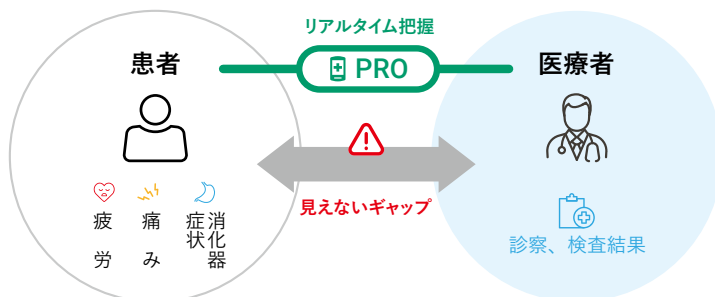 リアルタイム把握
患者
PRO
医療者
見えないギャップ
疲労
痛み
消化器
症状
診察、検査結果